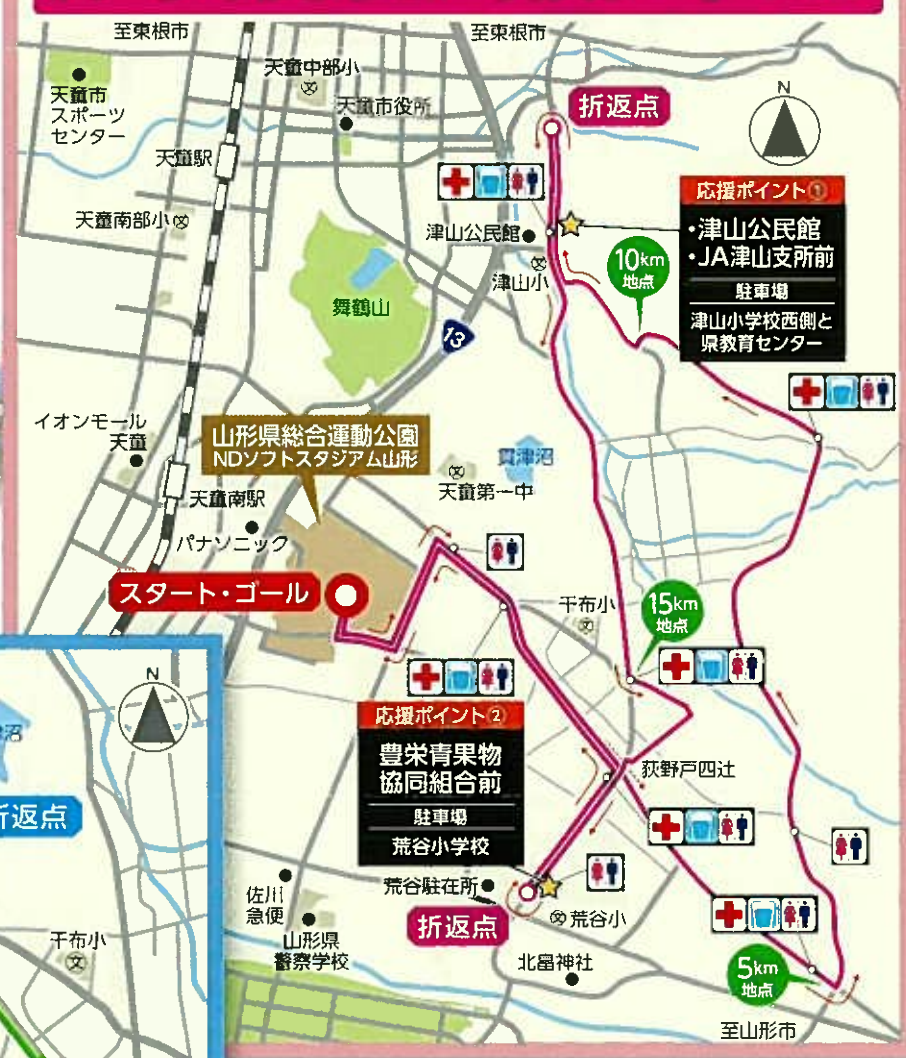 至東根市
至東根市
天童市
スポーツ
センター
天童中部小
天童市役所
折返点
N
天童駅
天童南部小
津山公民館
津山小
応援ポイント①
・津山公民館
・JA津山支所前
駐車場
津山小学校西側と
県教育センター
10km
地点
舞鶴山
13
イオンモール
天童
山形県総合運動公園
NDソフトスタジアム山形
貫津沼
天童第一中
天童南駅
パナソニック
スタート・ゴール
干布小
15km
地点
応援ポイント②
豊栄青果物
協同組合前
駐車場
荒谷小学校
荻野戸四辻
佐川
急便
荒谷駐在所
折返点
荒谷小
山形県
警察学校
北畠神社
5km
地点
至山形市
N
沼
折返点
干布小